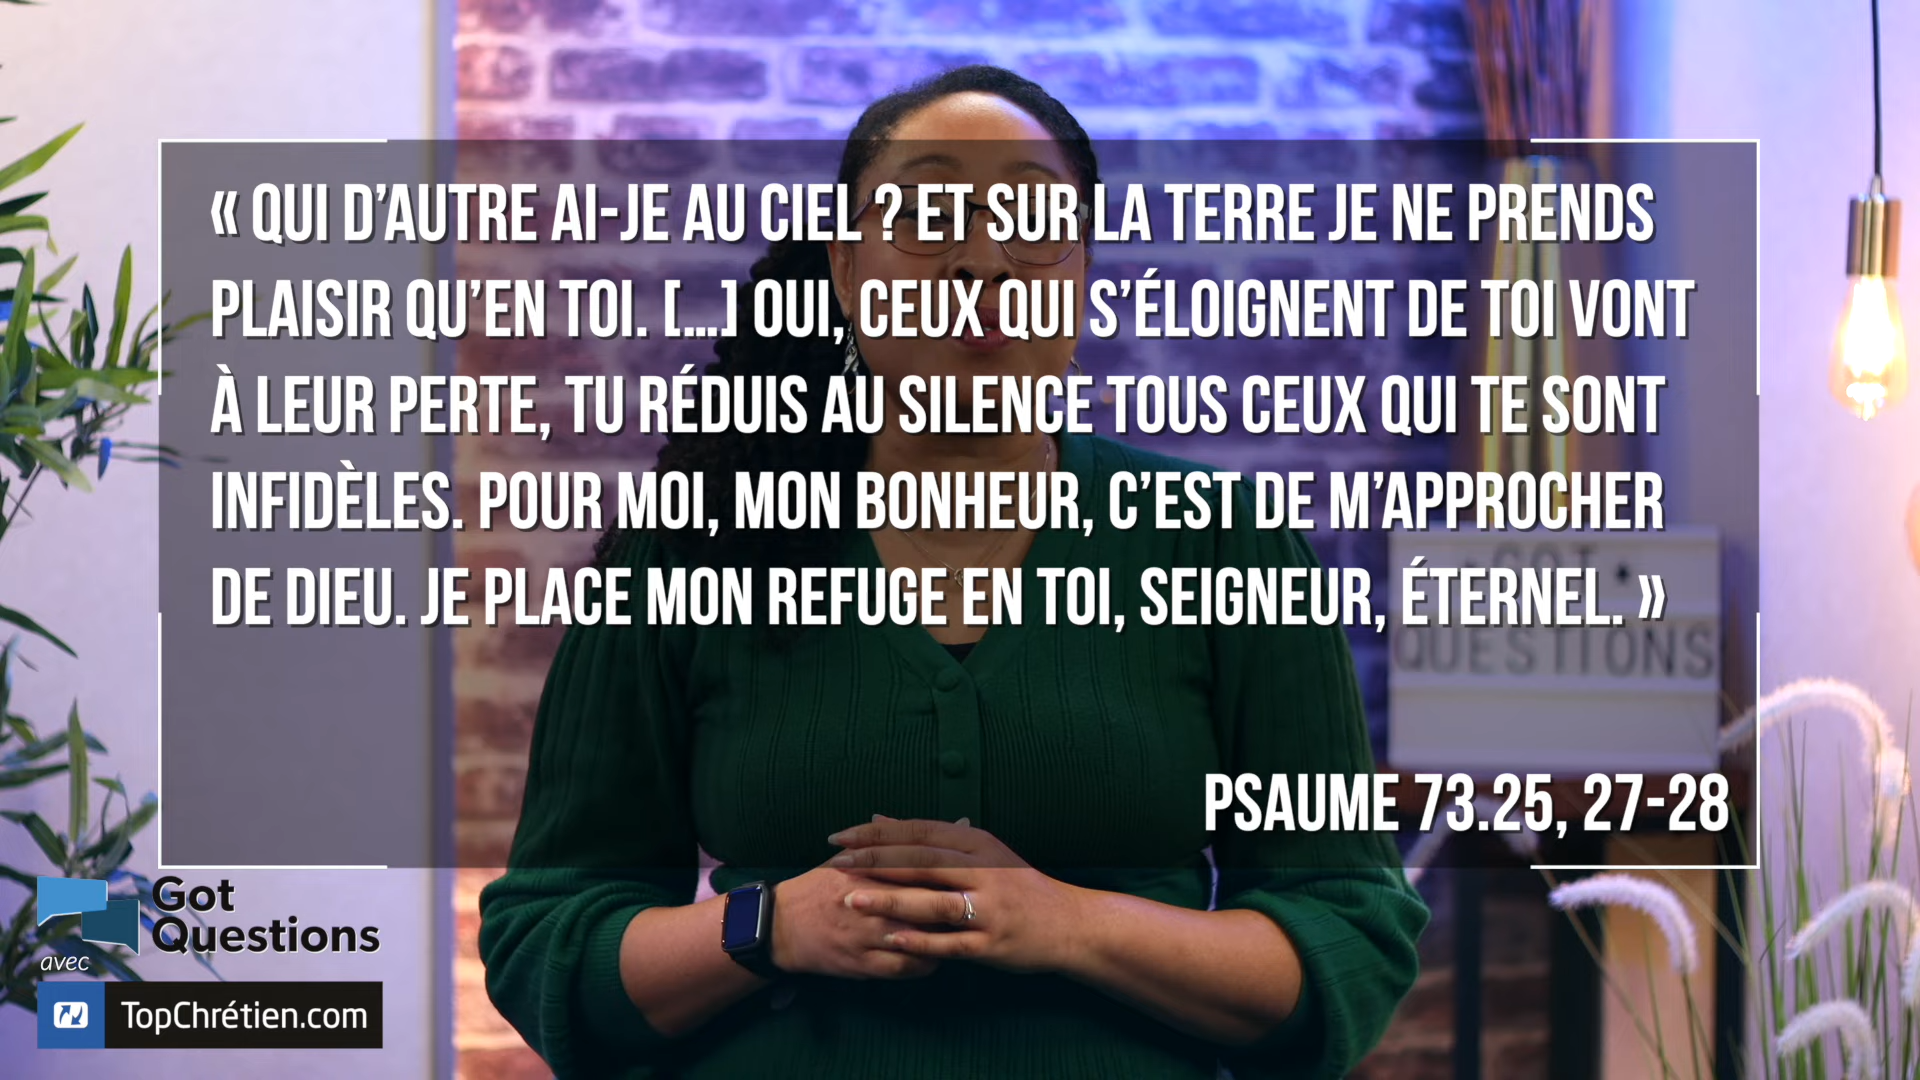 « QUI D'AUTRE AI-JE AU CIEL ? ET SUR LA TERRE JE NE PRENDS
PLAISIR QU'EN TOI. [...] OUI, CEUX QUI S'ÉLOIGNENT DE TOI VONT
À LEUR PERTE, TU RÉDUIS AU SILENCE TOUS CEUX QUI TE SONT
INFIDÈLES. POUR MOI, MON BONHEUR, C'EST DE M'APPROCHER
DE DIEU. JE PLACE MON REFUGE EN TOI, SEIGNEUR, ÉTERNEL. »
GOT
QUESTIONS
PSAUME 73.25, 27-28
Got
Questions
avec
TopChrétien.com